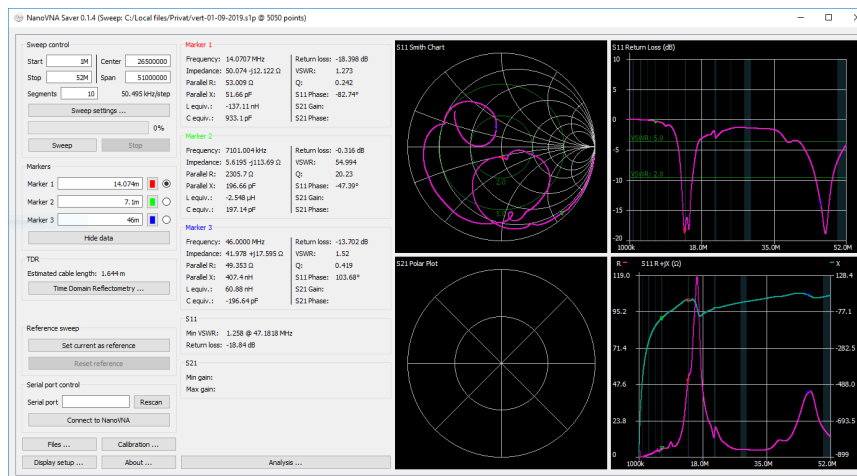 NanoVNA Saver 0.1.4 (Sweep: C:/Local files/Privat/vert-01-09-2019.s1p @ 5050 points)
Sweep control
Start 1M Center 26500000
Stop 52M Span 51000000
Segments 10 50.495 kHz/step
Sweep settings ...
0%
Sweep Stop
Markers
Marker 1 14.074m
Marker 2 7.1m
Marker 3 46m
Hide data
TDR
Estimated cable length: 1.644 m
Time Domain Reflectometry ...
Reference sweep
Set current as reference
Reset reference
Serial port control
Serial port Rescan
Connect to NanoVNA
Files ... Calibration ...
Display setup ... About ...
Marker 1
Frequency: 14.0707 MHz Return loss: -18.398 dB
Impedance: 50.074 -j12.122 Ω VSWR: 1.273
Parallel R: 53.009 Ω Q: 0.242
Parallel X: 51.66 pF S11 Phase: -82.74°
L equiv.: -137.11 nH S21 Gain:
C equiv.: 933.1 pF S21 Phase:
Marker 2
Frequency: 7101.004 kHz Return loss: -0.316 dB
Impedance: 5.6195 -j113.69 Ω VSWR: 54.994
Parallel R: 2305.7 Ω Q: 20.23
Parallel X: 196.66 pF S11 Phase: -47.39°
L equiv.: -2.548 µH S21 Gain:
C equiv.: 197.14 pF S21 Phase:
Marker 3
Frequency: 46.0000 MHz Return loss: -13.702 dB
Impedance: 41.978 +j17.595 Ω VSWR: 1.52
Parallel R: 49.353 Ω Q: 0.419
Parallel X: 407.4 nH S11 Phase: 103.68°
L equiv.: 60.88 nH S21 Gain:
C equiv.: -196.64 pF S21 Phase:
S11
Min VSWR: 1.258 @ 47.1818 MHz
Return loss: -18.84 dB
S21
Min gain:
Max gain:
Analysis ...
S11 Smith Chart
2.0
5.0
S11 Return Loss (dB)
10
5
0
VSWR 5.0
-5
VSWR 2.0
-10
-15
-20
1000k 18.0M 35.0M 52.0M
S21 Polar Plot
R S11 R+jX (Ω) X
119.0 128.4
95.2 -77.1
71.4 -282.5
47.6 -488.0
23.8 -693.4
0 -899
1000k 18.0M 35.0M 52.0M